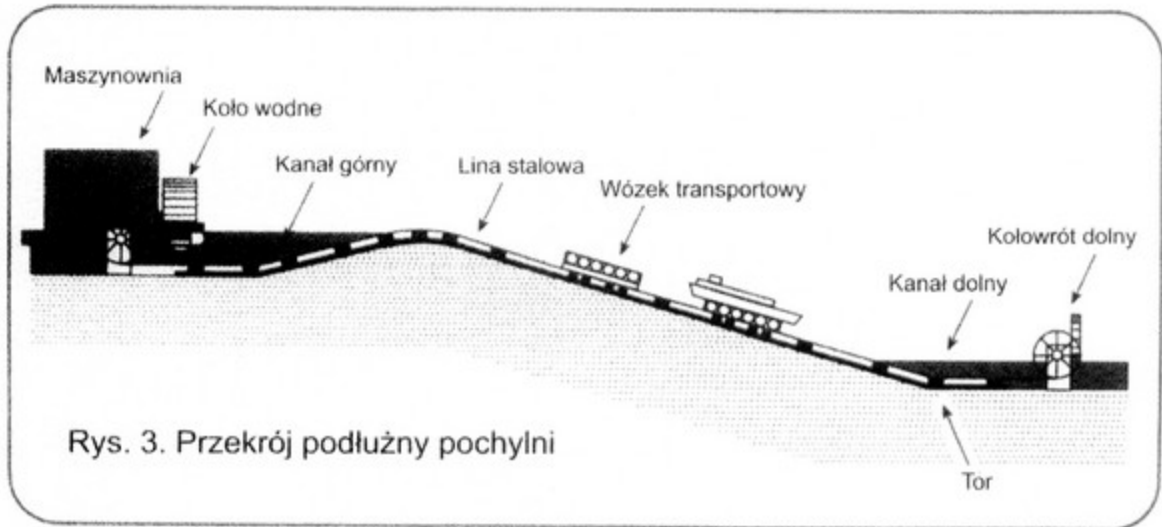 Maszynownia
Koło wodne
Kanał górny
Lina stalowa
Wózek transportowy
Kołowrót dolny
Kanał dolny
Rys. 3. Przekrój podłużny pochylni
Tor